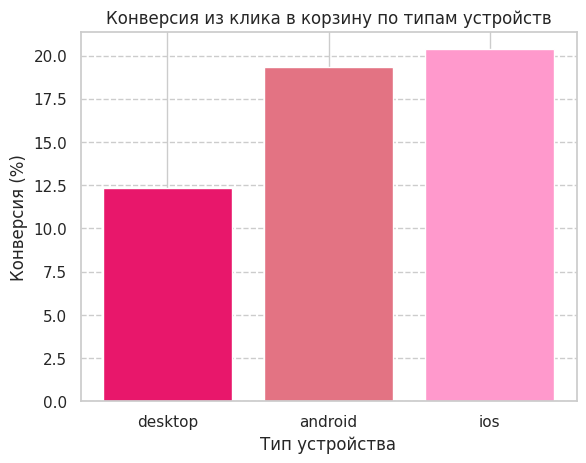 Конверсия из клика в корзину по типам устройств
Конверсия (%)
20.0
17.5
15.0
12.5
10.0
7.5
5.0
2.5
0.0
desktop android ios
Тип устройства